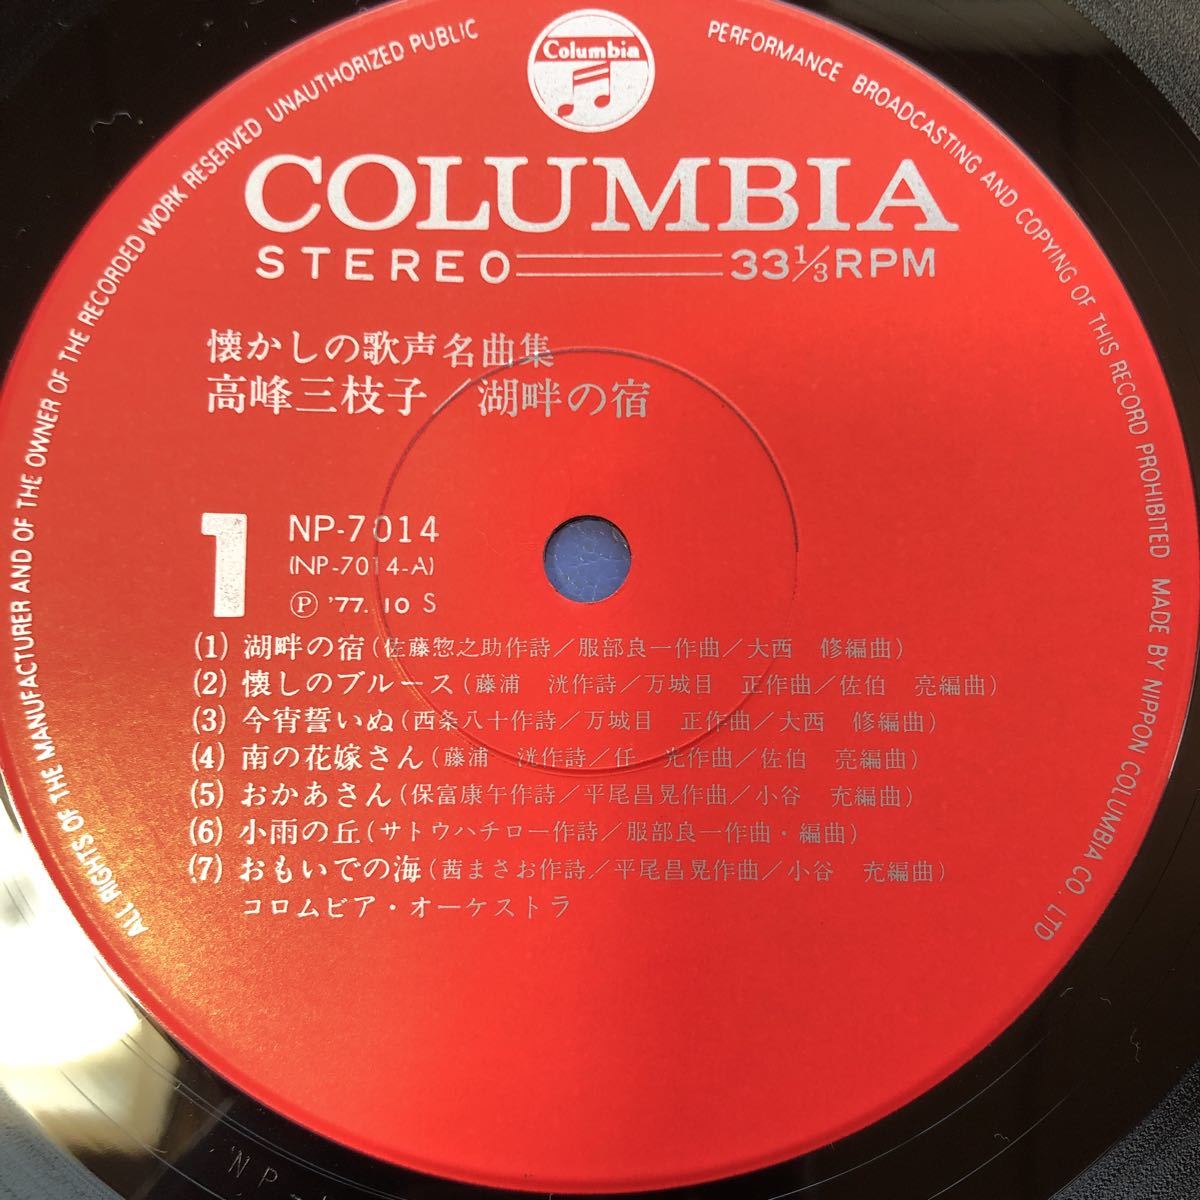 Columbia
COLUMBIA
STEREO 33 1/3 RPM
懐かしの歌声名曲集
高峰三枝子 湖畔の宿
1
NP-7014
(NP-7014-A)
Ⓟ '77. 10 S
(1) 湖畔の宿(佐藤惣之助作詩/服部良一作曲/大西 修編曲)
(2) 懐しのブルース(藤浦 洸作詩/万城目 正作曲/佐伯 亮編曲)
(3) 今宵誓いぬ(西条八十作詩/万城目 正作曲/大西 修編曲)
(4) 南の花嫁さん(藤浦 洸作詩/任 光作曲/佐伯 亮編曲)
(5) おかあさん(保富康午作詩/平尾昌晃作曲/小谷 充編曲)
(6) 小雨の丘(サトウハチロー作詩/服部良一作曲・編曲)
(7) おもいでの海(茜まさお作詩/平尾昌晃作曲/小谷 充編曲)
コロムビア・オーケストラ
ALL RIGHTS OF THE MANUFACTURER AND OF THE OWNER OF THE RECORDED WORK RESERVED UNAUTHORIZED PUBLIC PERFORMANCE BROADCASTING AND COPYING OF THIS RECORD PROHIBITED MADE BY NIPPON COLUMBIA CO., LTD
NP